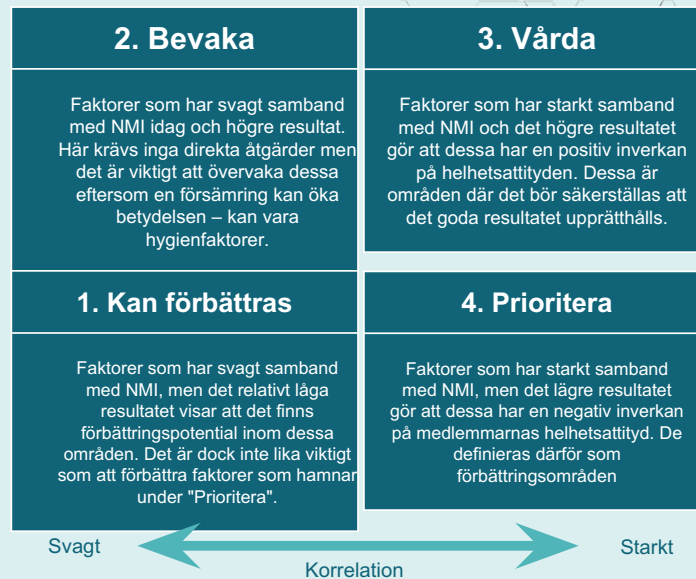 2. Bevaka
Faktorer som har svagt samband
med NMI idag och högre resultat.
Här krävs inga direkta åtgärder men
det är viktigt att övervaka dessa
eftersom en försämring kan öka
betydelsen – kan vara
hygienfaktorer.
3. Vårda
Faktorer som har starkt samband
med NMI och det högre resultatet
gör att dessa har en positiv inverkan
på helhetsattityden. Dessa är
områden där det bör säkerställas att
det goda resultatet upprätthålls.
1. Kan förbättras
Faktorer som har svagt samband
med NMI, men det relativt låga
resultatet visar att det finns
förbättringspotential inom dessa
områden. Det är dock inte lika viktigt
som att förbättra faktorer som hamnar
under "Prioritera".
4. Prioritera
Faktorer som har starkt samband
med NMI, men det lägre resultatet
gör att dessa har en negativ inverkan
på medlemmarnas helhetsattityd. De
definieras därför som
förbättringsområden
Svagt
Starkt
Korrelation